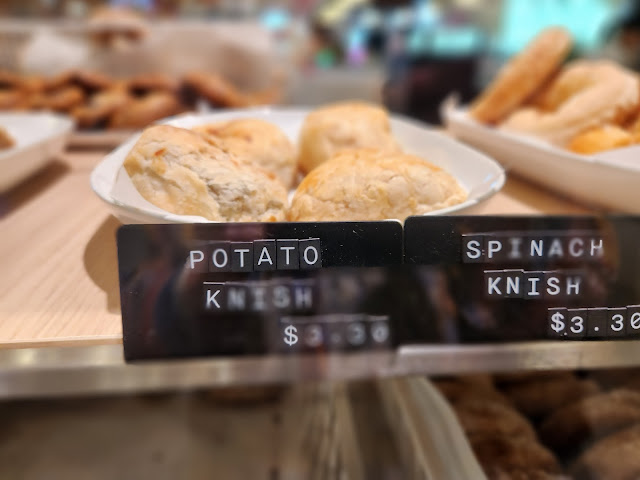 POTATO
KNISH
$3.30
SPINACH
KNISH
$3.30